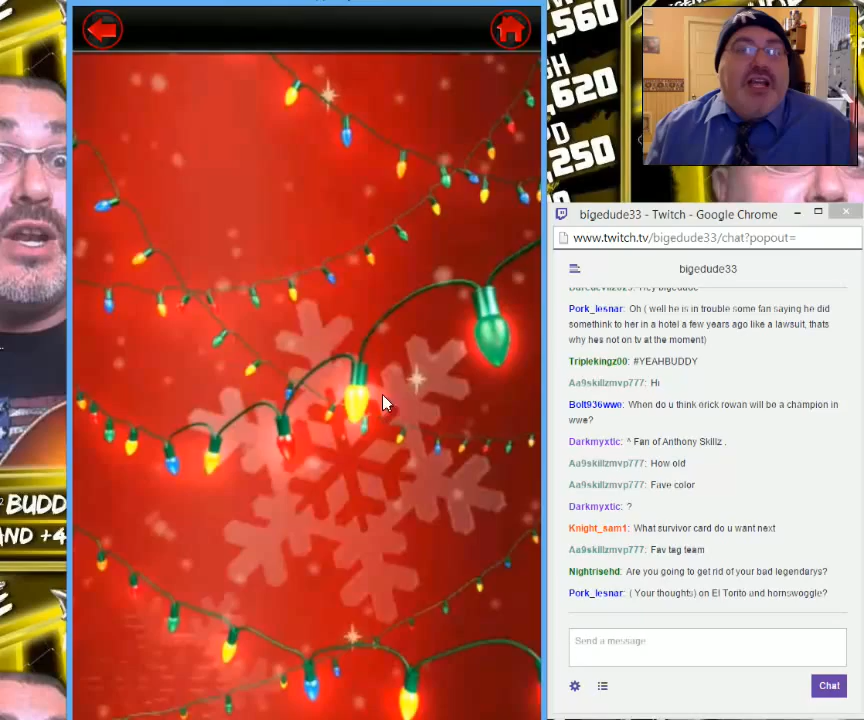 ,560
GH
,620
PD
,250
BUDD
AND +4
bigedude33 - Twitch - Google Chrome
www.twitch.tv/bigedude33/chat?popout=
bigedude33
Pork_lesnar: Oh ( well he is in trouble some fan saying he did
somethink to her in a hotel a few years ago like a lawsuit, thats
why hes not on tv at the moment)
Triplekingz00: #YEAHBUDDY
Aa9skillzmvp777: Hi
Bolt936wwe: When do u think erick rowan will be a champion in
wwe?
Darkmyxtic: ^ Fan of Anthony Skillz .
Aa9skillzmvp777: How old
Aa9skillzmvp777: Fave color
Darkmyxtic: ?
Knight_sam1: What survivor card do u want next
Aa9skillzmvp777: Fav tag team
Nightrisehd: Are you going to get rid of your bad legendarys?
Pork_lesnar: ( Your thoughts) on El Torito and hornswoggle?
Send a message
Chat